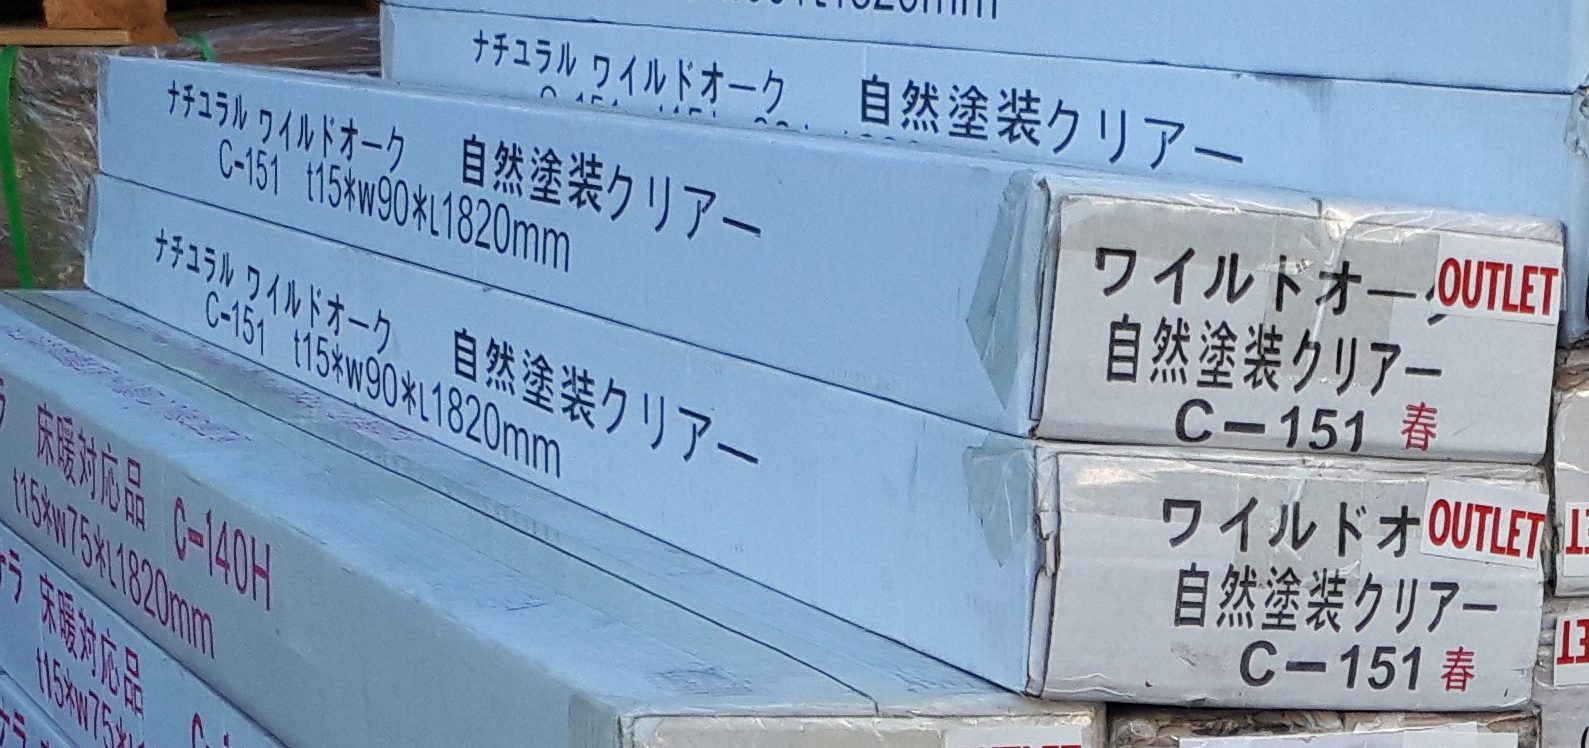 1820mm
ナチュラル ワイルドオーク 自然塗装クリアー
ナチュラル ワイルドオーク 自然塗装クリアー
C-151 t15*w90*L1820mm
ナチュラル ワイルドオーク 自然塗装クリアー
C-151 t15*w90*L1820mm
ワイルドオー
OUTLET
自然塗装クリアー
C-151 春
ワイルドオ
OUTLET
自然塗装クリアー
C-151 春
ラ 床暖対応品 C-140H
t15*w75*L1820mm
ラ 床暖対応品
t15*w75*
OUTLET